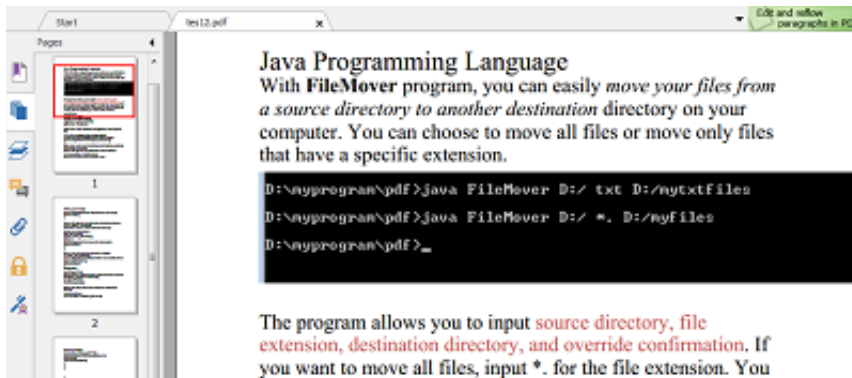 Start
tes12.pdf
x
Edit and reflow
paragraphs in PD
Pages
Java Programming Language
With FileMover program, you can easily move your files from
a source directory to another destination directory on your
computer. You can choose to move all files or move only files
that have a specific extension.
D:\myprogram\pdf>java FileMover D:/ txt D:/mytxtfiles
D:\myprogram\pdf>java FileMover D:/ *. D:/myfiles
D:\myprogram\pdf>_
The program allows you to input source directory, file
extension, destination directory, and override confirmation. If
you want to move all files, input *. for the file extension. You
1
2